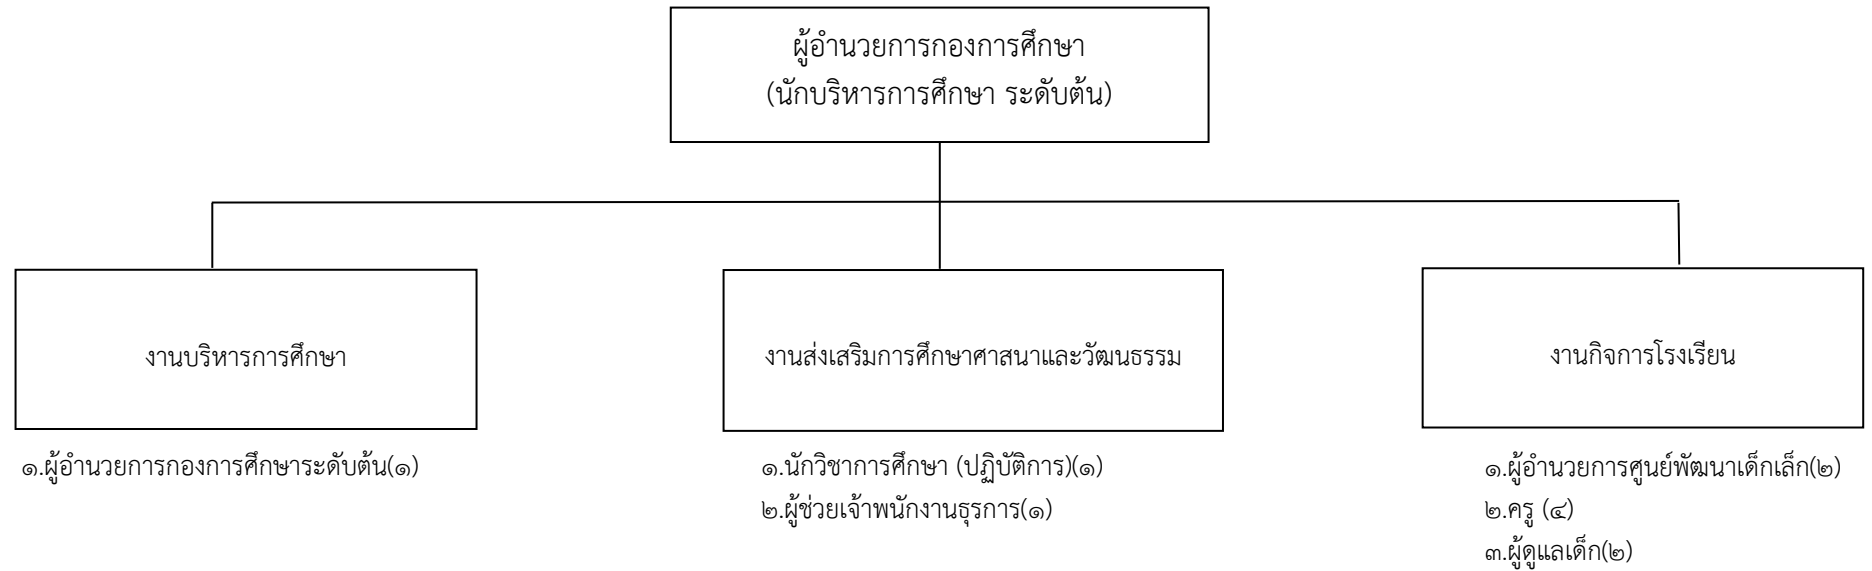 ผู้อำนวยการกองการศึกษา
(นักบริหารการศึกษา ระดับต้น)
งานบริหารการศึกษา
๑.ผู้อำนวยการกองการศึกษาระดับต้น(๑)
งานส่งเสริมการศึกษาศาสนาและวัฒนธรรม
๑.นักวิชาการศึกษา (ปฏิบัติการ)(๑)
๒.ผู้ช่วยเจ้าพนักงานธุรการ(๑)
งานกิจการโรงเรียน
๑.ผู้อำนวยการศูนย์พัฒนาเด็กเล็ก(๒)
๒.ครู (๔)
๓.ผู้ดูแลเด็ก(๒)